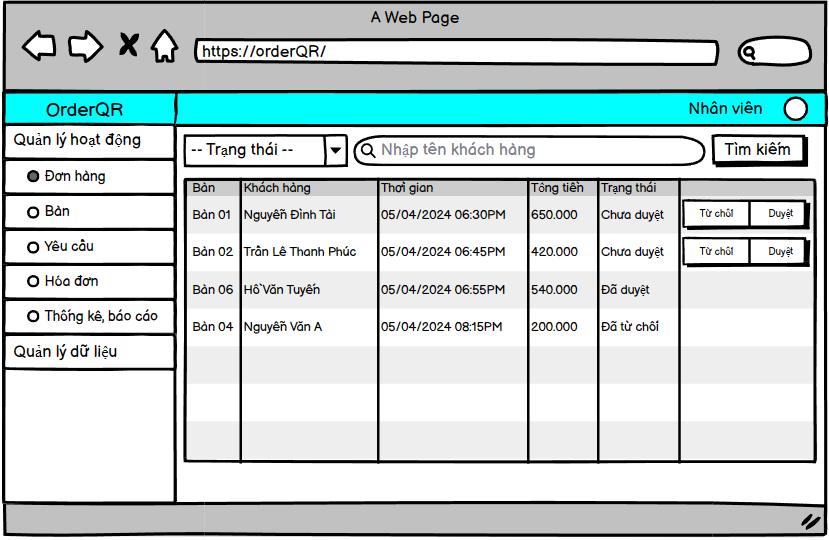 A Web Page
https://orderQR/
OrderQR
Nhân viên
Quản lý hoạt động
Đơn hàng
Bàn
Yêu cầu
Hóa đơn
Thống kê, báo cáo
Quản lý dữ liệu
-- Trạng thái --
Nhập tên khách hàng
Tìm kiếm
Bàn Khách hàng Thời gian Tổng tiền Trạng thái
Bàn 01 Nguyễn Đình Tài 05/04/2024 06:30PM 650.000 Chưa duyệt Từ chối Duyệt
Bàn 02 Trần Lê Thanh Phúc 05/04/2024 06:45PM 420.000 Chưa duyệt Từ chối Duyệt
Bàn 06 Hồ Văn Tuyến 05/04/2024 06:55PM 540.000 Đã duyệt
Bàn 04 Nguyễn Văn A 05/04/2024 08:15PM 200.000 Đã từ chối